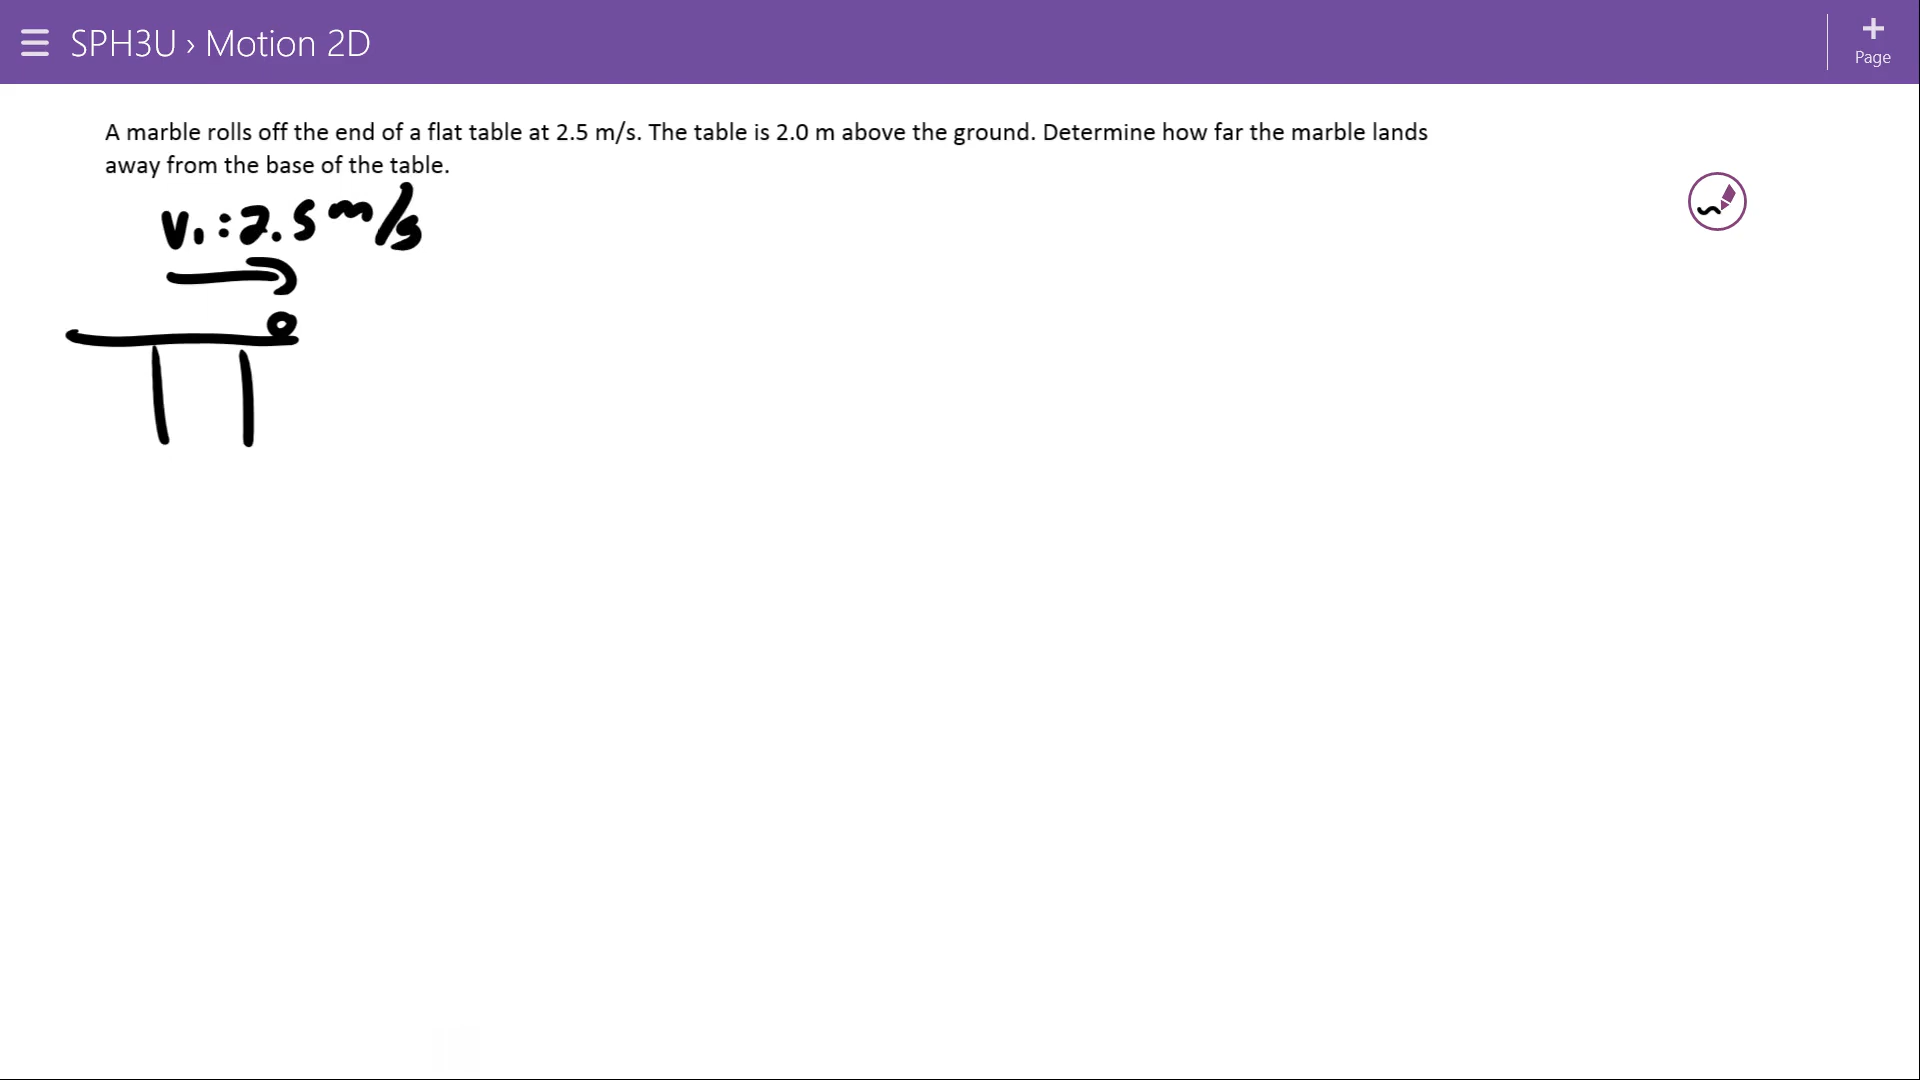 SPH3U › Motion 2D
Page
A marble rolls off the end of a flat table at 2.5 m/s. The table is 2.0 m above the ground. Determine how far the marble lands
away from the base of the table.
v₁ = 2.5 m/s